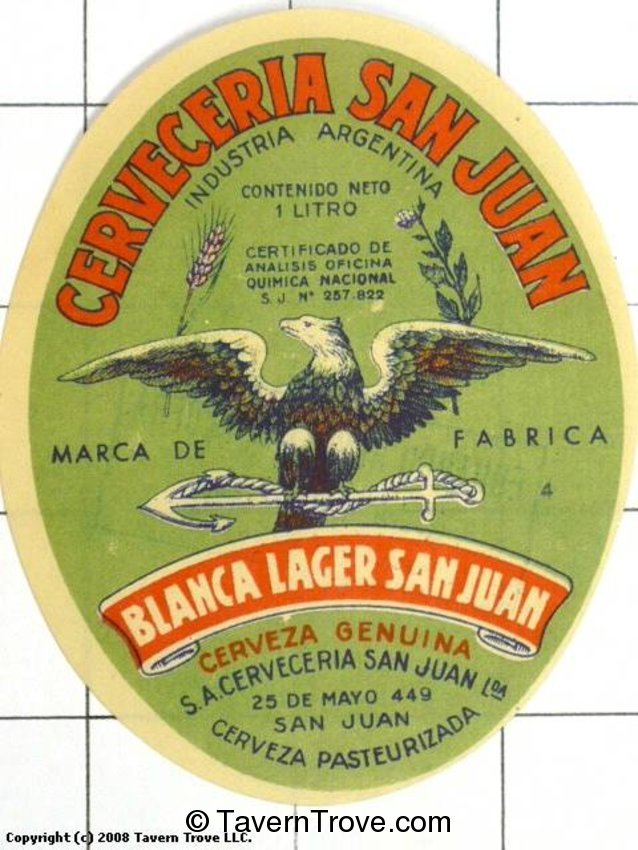 CERVECERIA SAN JUAN
INDUSTRIA ARGENTINA
CONTENIDO NETO
1 LITRO
CERTIFICADO DE
ANALISIS OFICINA
QUIMICA NACIONAL
S. J. Nº 257.822
MARCA DE FABRICA
4
BLANCA LAGER SAN JUAN
CERVEZA GENUINA
S.A. CERVECERIA SAN JUAN LDA
25 DE MAYO 449
SAN JUAN
CERVEZA PASTEURIZADA
© TavernTrove.com
Copyright (c) 2008 Tavern Trove LLC.